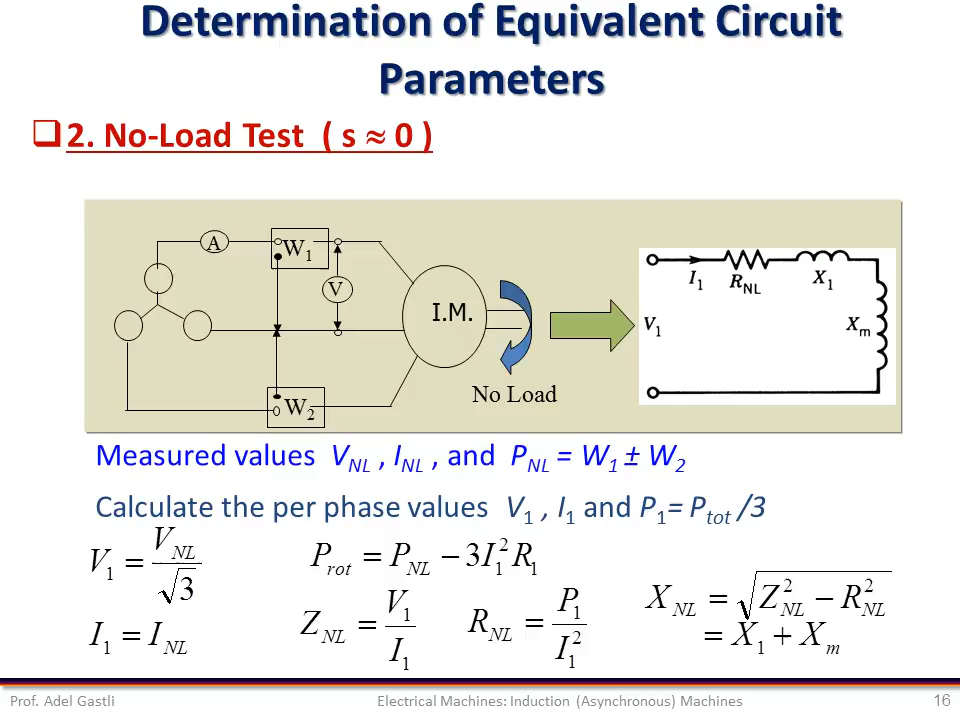 Determination of Equivalent Circuit
Parameters
❑2. No-Load Test ( s ≈ 0 )
A
W1
V
I.M.
W2
No Load
I1
RNL
X1
V1
Xm
Measured values VNL , INL , and PNL = W1 ± W2
Calculate the per phase values V1 , I1 and P1= Ptot /3
V1 = VNL / √3
Prot = PNL − 3I1²R1
I1 = INL
ZNL = V1 / I1
RNL = P1 / I1²
XNL = √(ZNL² − RNL²)
= X1 + Xm
Prof. Adel Gastli
Electrical Machines: Induction (Asynchronous) Machines
16